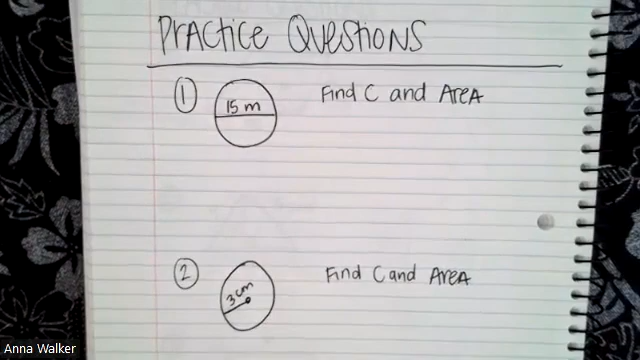 PRACTICE QUESTIONS
1 15 m Find C and AREA
2 3 cm Find C and AREA
Anna Walker